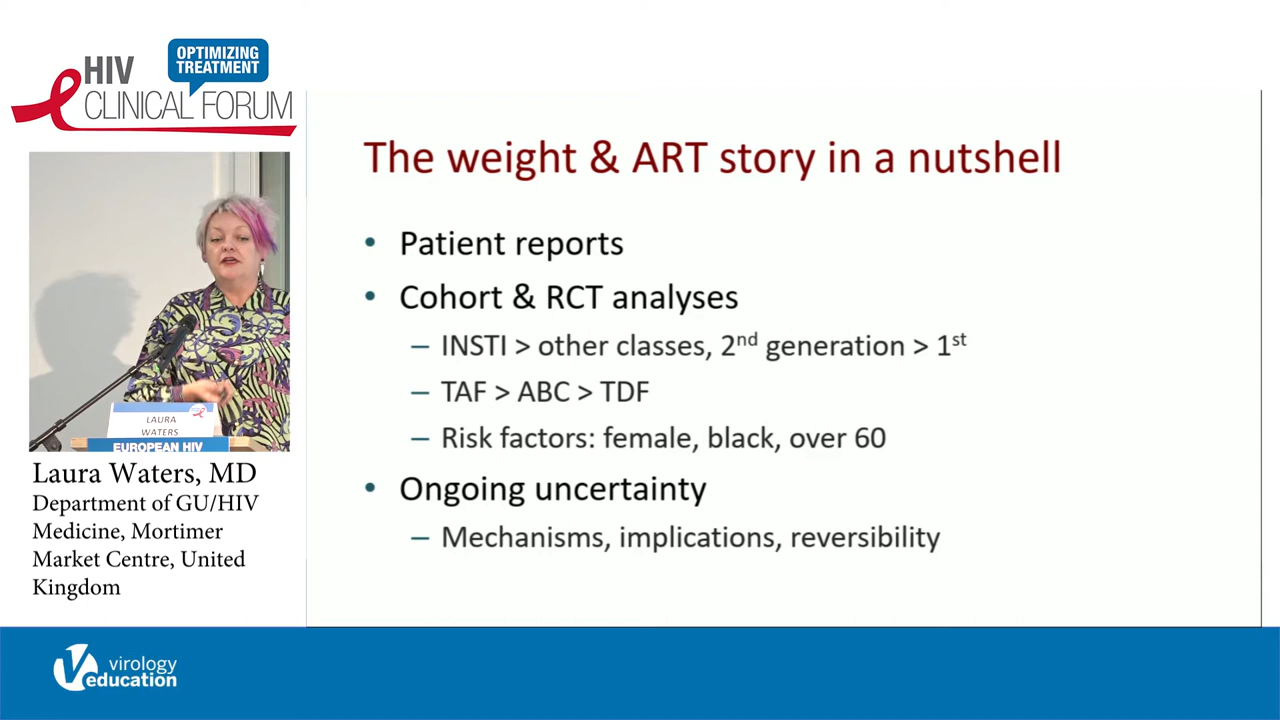 HIV
OPTIMIZING
TREATMENT
CLINICAL FORUM
The weight & ART story in a nutshell
• Patient reports
• Cohort & RCT analyses
– INSTI > other classes, 2nd generation > 1st
– TAF > ABC > TDF
– Risk factors: female, black, over 60
• Ongoing uncertainty
– Mechanisms, implications, reversibility
LAURA
WATERS
EUROPEAN HIV
Laura Waters, MD
Department of GU/HIV
Medicine, Mortimer
Market Centre, United
Kingdom
virology
education